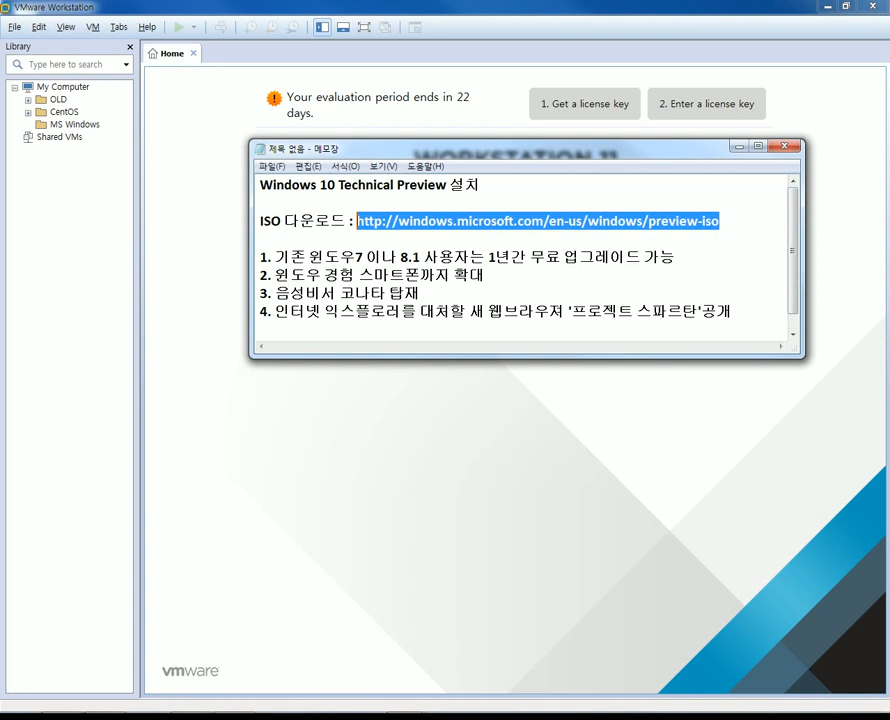 VMware Workstation
File Edit View VM Tabs Help
Library
Type here to search
My Computer
OLD
CentOS
MS Windows
Shared VMs
Home
Your evaluation period ends in 22
days.
1. Get a license key
2. Enter a license key
WORKSTATION 11
제목 없음 - 메모장
파일(F) 편집(E) 서식(O) 보기(V) 도움말(H)
Windows 10 Technical Preview 설치
ISO 다운로드 : http://windows.microsoft.com/en-us/windows/preview-iso
1. 기존 윈도우7 이나 8.1 사용자는 1년간 무료 업그레이드 가능
2. 윈도우 경험 스마트폰까지 확대
3. 음성비서 코나타 탑재
4. 인터넷 익스플로러를 대처할 새 웹브라우져 '프로젝트 스파르탄'공개
vmware